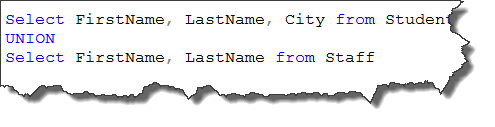 Select FirstName, LastName, City from Student
UNION
Select FirstName, LastName from Staff